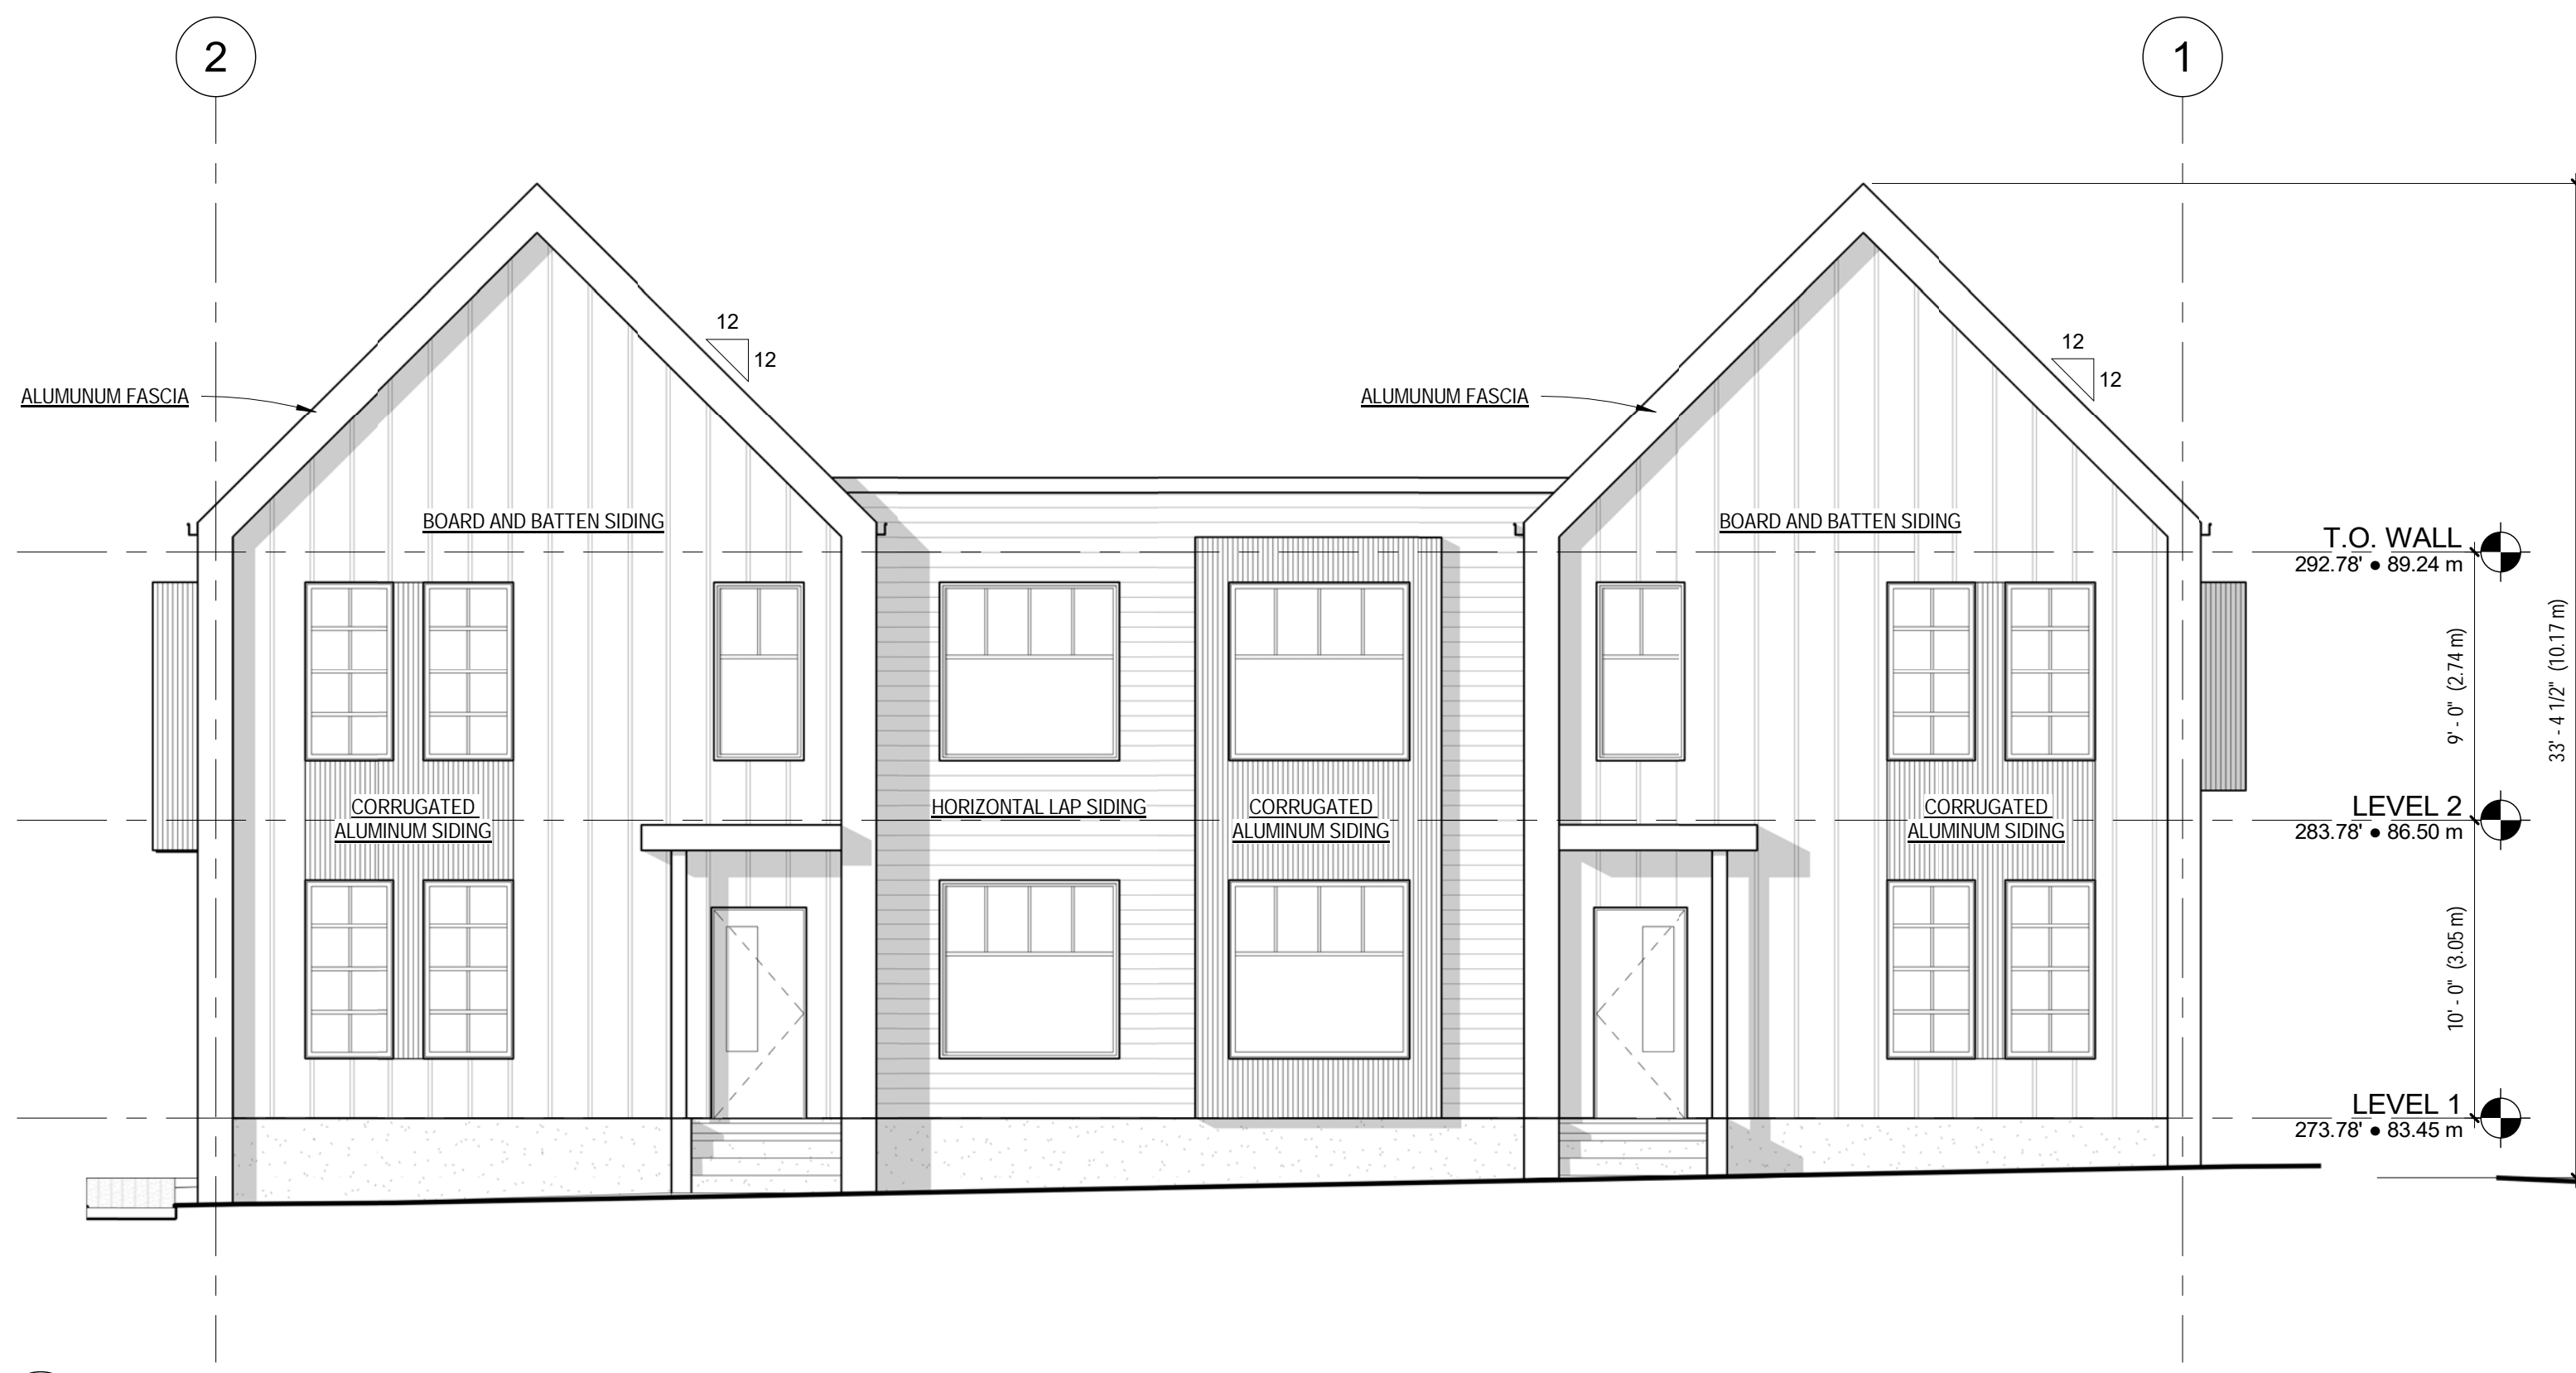 2
1
12
12
12
12
ALUMUNUM FASCIA
ALUMUNUM FASCIA
BOARD AND BATTEN SIDING
BOARD AND BATTEN SIDING
T.O. WALL
292.78' ● 89.24 m
9' - 0" (2.74 m)
33' - 4 1/2" (10.17 m)
CORRUGATED
ALUMINUM SIDING
HORIZONTAL LAP SIDING
CORRUGATED
ALUMINUM SIDING
CORRUGATED
ALUMINUM SIDING
LEVEL 2
283.78' ● 86.50 m
10' - 0" (3.05 m)
LEVEL 1
273.78' ● 83.45 m